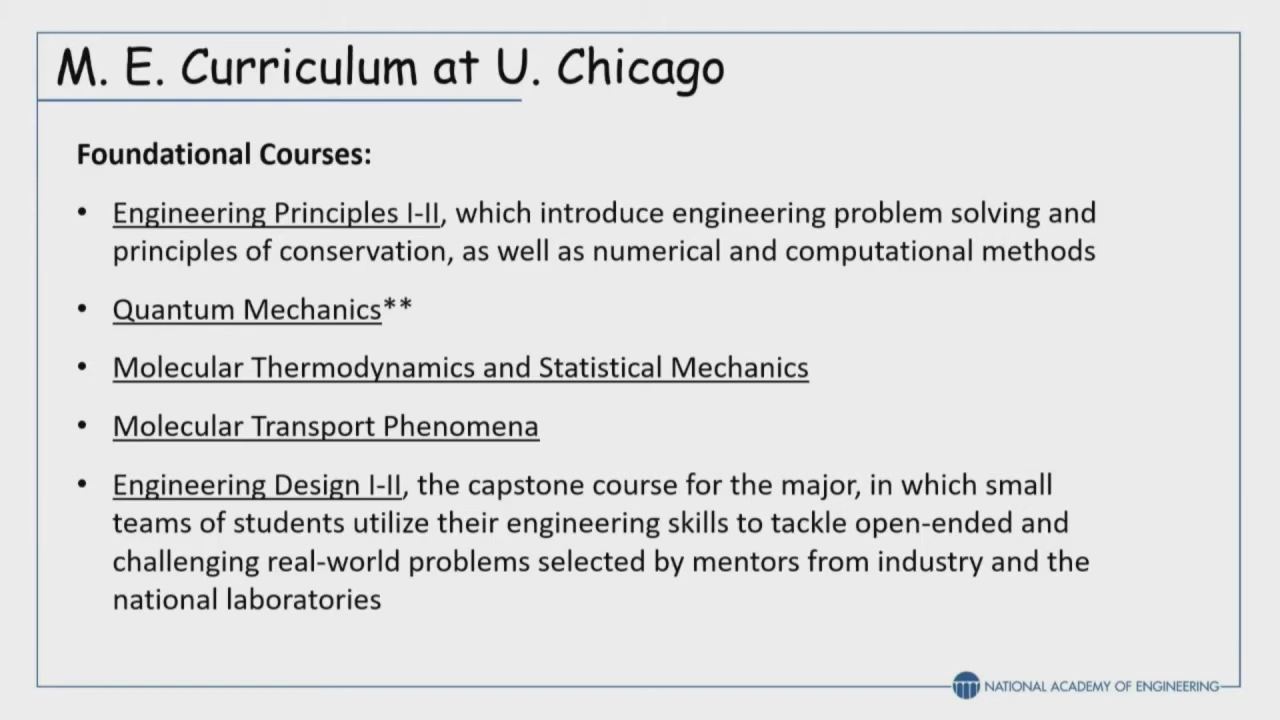 M. E. Curriculum at U. Chicago
Foundational Courses:
• Engineering Principles I-II, which introduce engineering problem solving and
principles of conservation, as well as numerical and computational methods
• Quantum Mechanics**
• Molecular Thermodynamics and Statistical Mechanics
• Molecular Transport Phenomena
• Engineering Design I-II, the capstone course for the major, in which small
teams of students utilize their engineering skills to tackle open-ended and
challenging real-world problems selected by mentors from industry and the
national laboratories
NATIONAL ACADEMY OF ENGINEERING